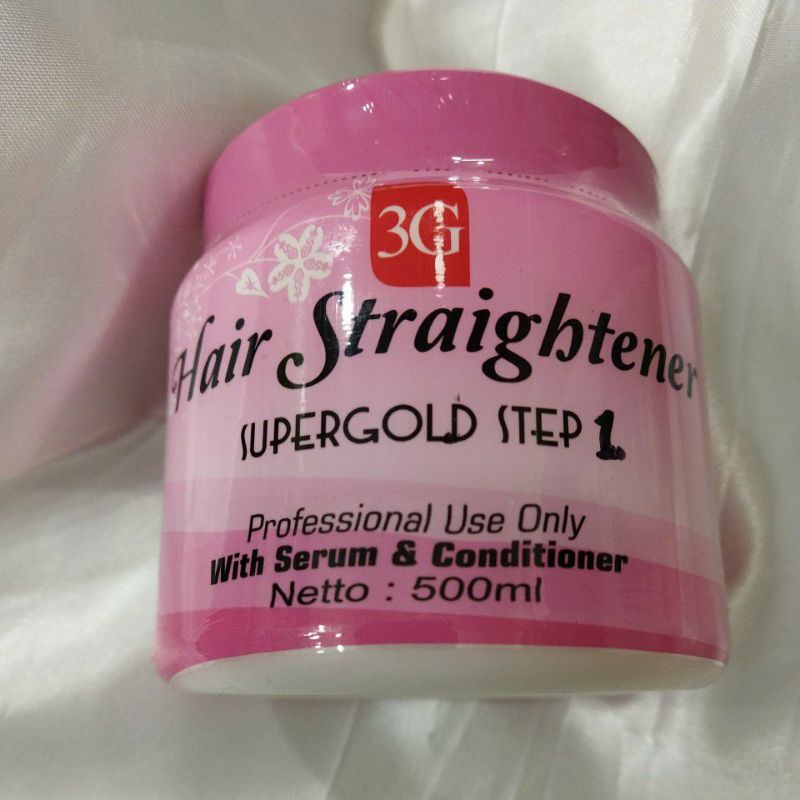 3G
Hair Straightener
SUPERGOLD STEP 1.
Professional Use Only
With Serum & Conditioner
Netto : 500ml